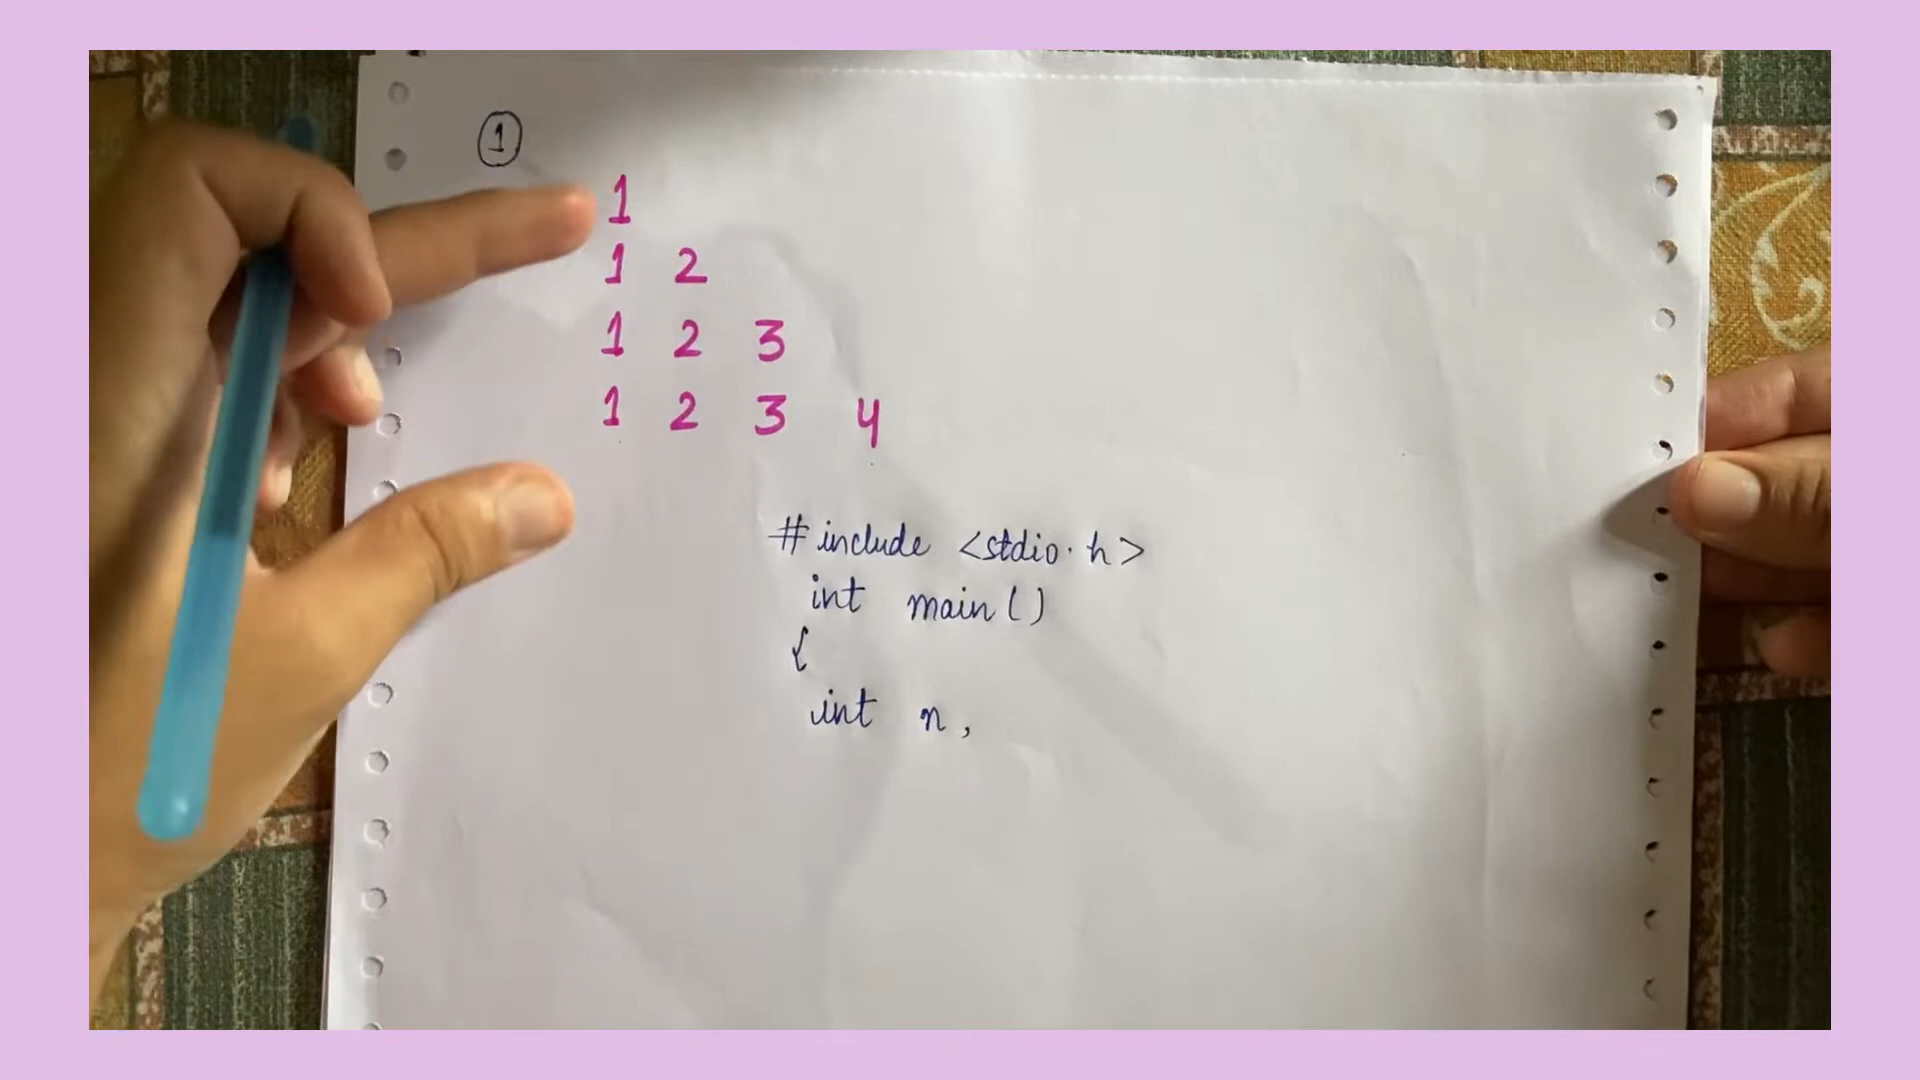 1
1
1 2
1 2 3
1 2 3 4
#include <stdio.h>
int main()
{
int n,